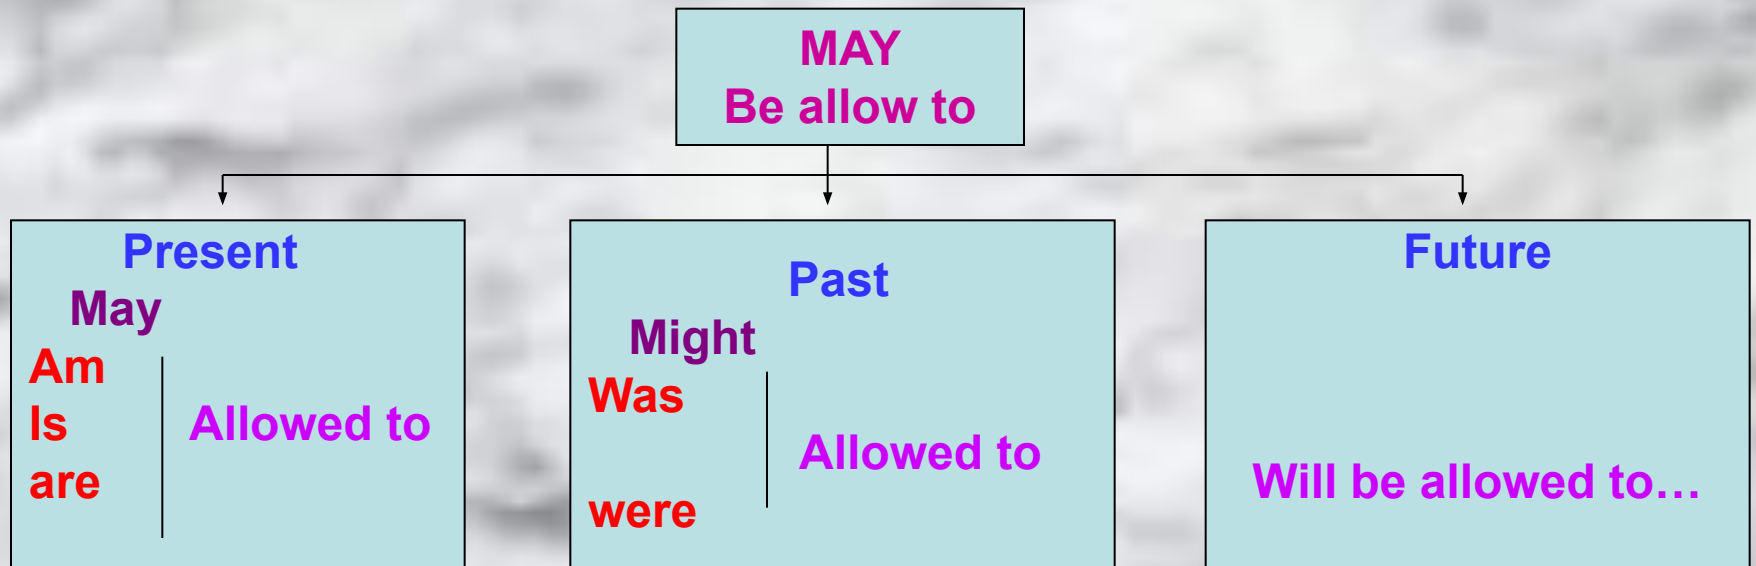 MAY
Be allow to
Present
May
Am
Is
are
Allowed to
Past
Might
Was
were
Allowed to
Future
Will be allowed to…